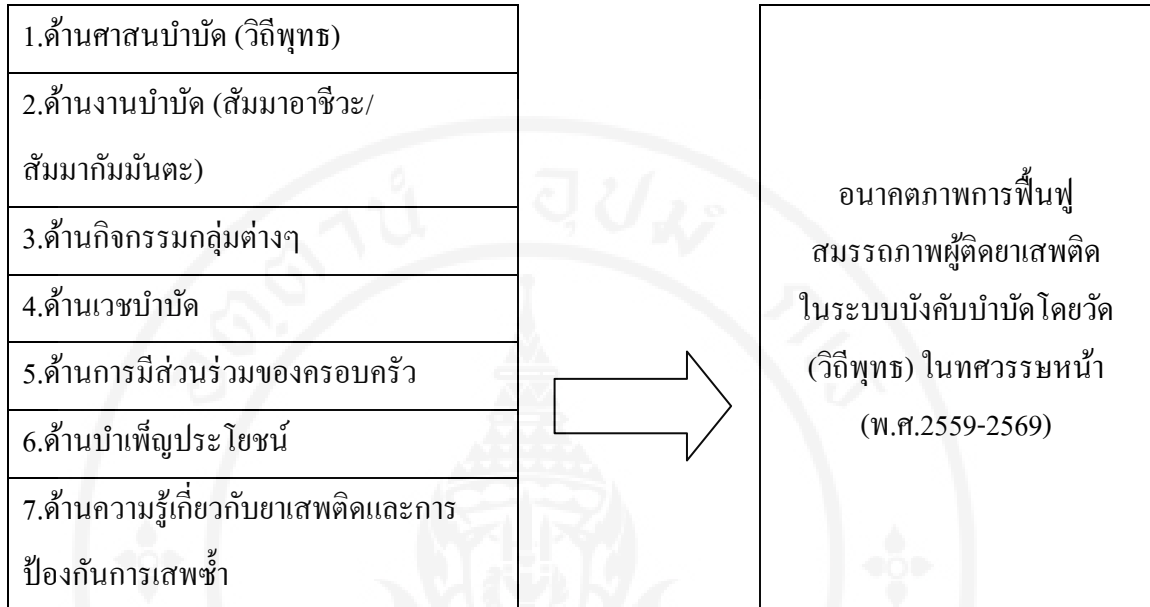 1.ด้านศาสนบำบัด (วิถีพุทธ)
2.ด้านงานบำบัด (สัมมาอาชีวะ/
สัมมากัมมันตะ)
3.ด้านกิจกรรมกลุ่มต่างๆ
4.ด้านเวชบำบัด
5.ด้านการมีส่วนร่วมของครอบครัว
6.ด้านบำเพ็ญประโยชน์
7.ด้านความรู้เกี่ยวกับยาเสพติดและการ
ป้องกันการเสพซ้ำ
อนาคตภาพการฟื้นฟู
สมรรถภาพผู้ติดยาเสพติด
ในระบบบังคับบำบัดโดยวัด
(วิถีพุทธ) ในทศวรรษหน้า
(พ.ศ.2559-2569)